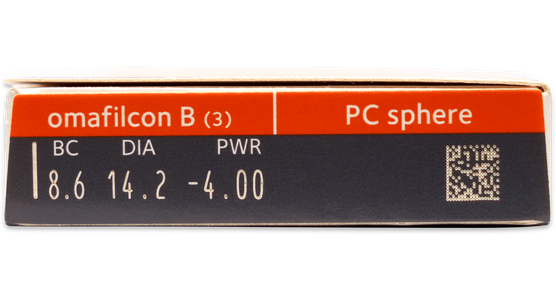 omafilcon B (3) PC sphere
BC DIA PWR
8.6 14.2 -4.00